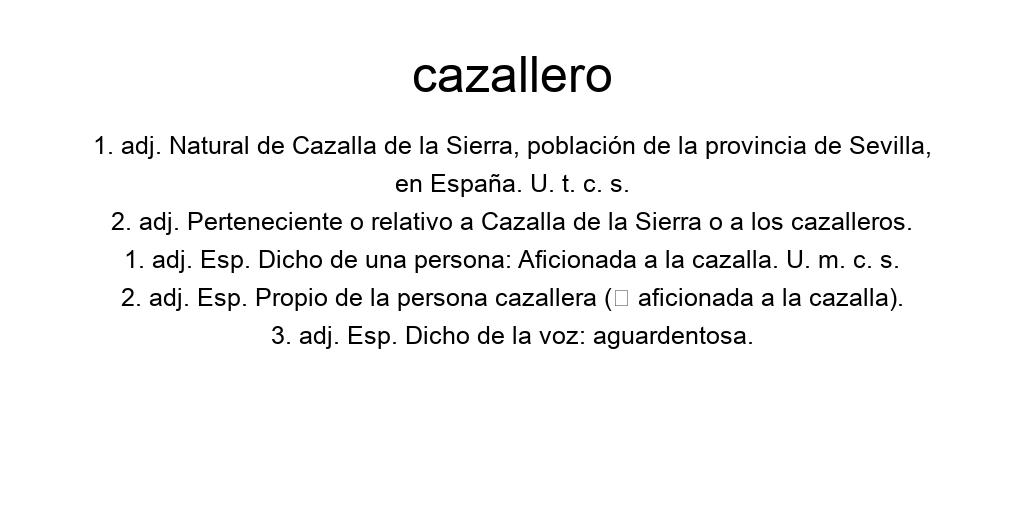 cazallero
1. adj. Natural de Cazalla de la Sierra, población de la provincia de Sevilla,
en España. U. t. c. s.
2. adj. Perteneciente o relativo a Cazalla de la Sierra o a los cazalleros.
1. adj. Esp. Dicho de una persona: Aficionada a la cazalla. U. m. c. s.
2. adj. Esp. Propio de la persona cazallera (▯ aficionada a la cazalla).
3. adj. Esp. Dicho de la voz: aguardentosa.